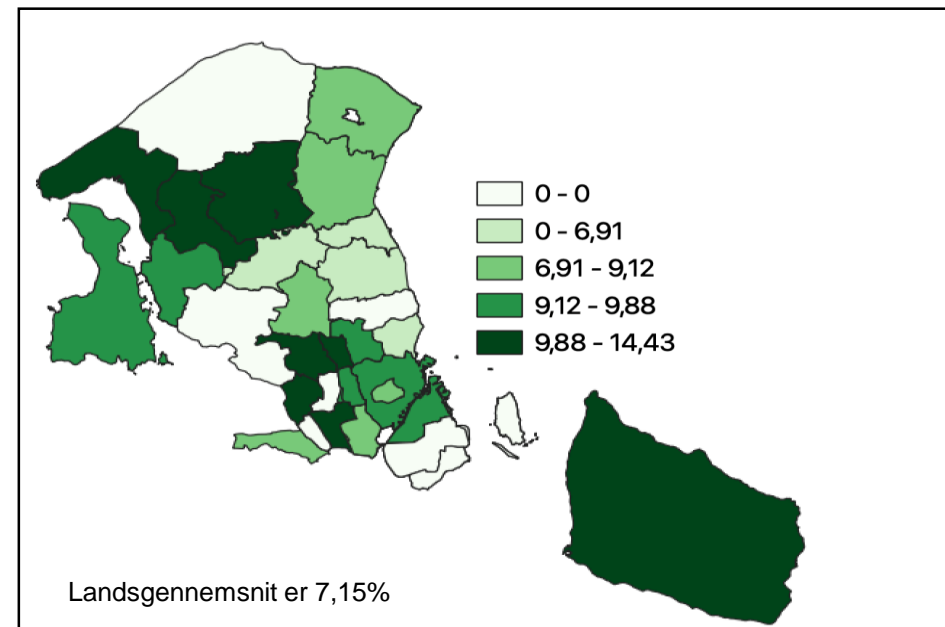 0 - 0
0 - 6,91
6,91 - 9,12
9,12 - 9,88
9,88 - 14,43
Landsgennemsnit er 7,15%